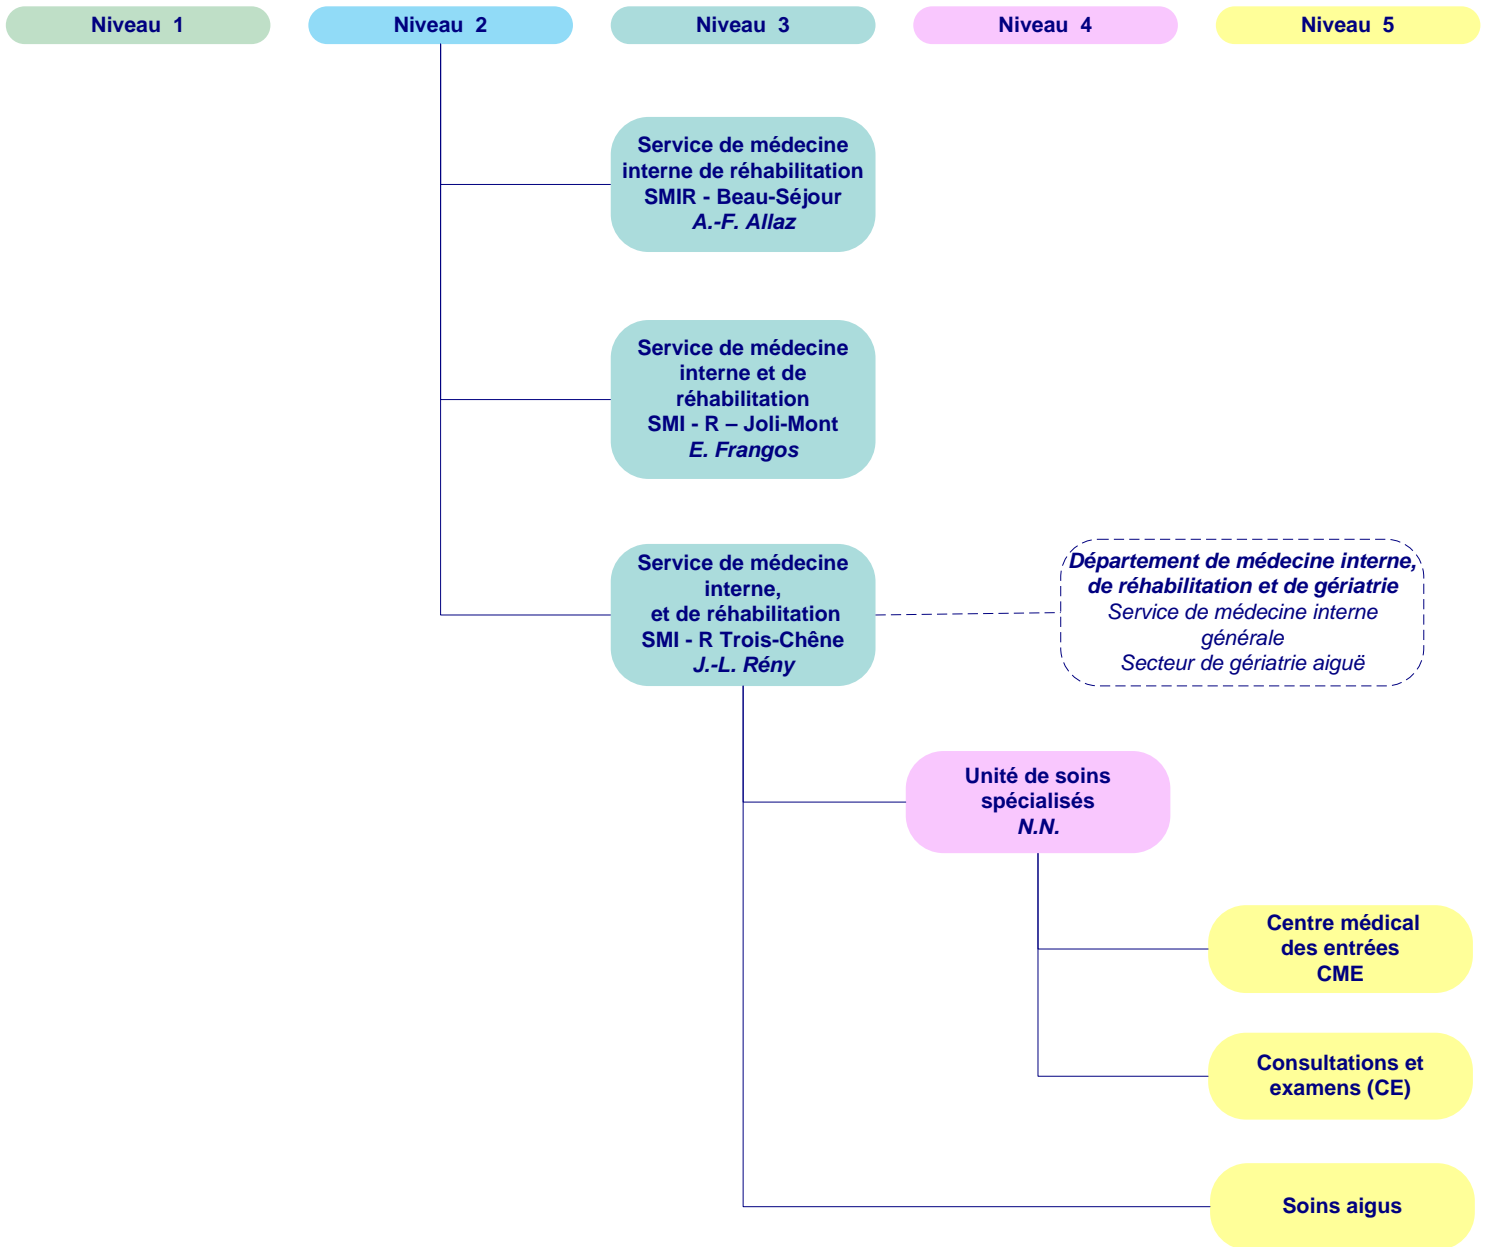 Niveau 1
Niveau 2
Niveau 3
Niveau 4
Niveau 5
Service de médecine
interne de réhabilitation
SMIR - Beau-Séjour
A.-F. Allaz
Service de médecine
interne et de
réhabilitation
SMI - R – Joli-Mont
E. Frangos
Service de médecine
interne,
et de réhabilitation
SMI - R Trois-Chêne
J.-L. Rény
Département de médecine interne,
de réhabilitation et de gériatrie
Service de médecine interne
générale
Secteur de gériatrie aiguë
Unité de soins
spécialisés
N.N.
Centre médical
des entrées
CME
Consultations et
examens (CE)
Soins aigus